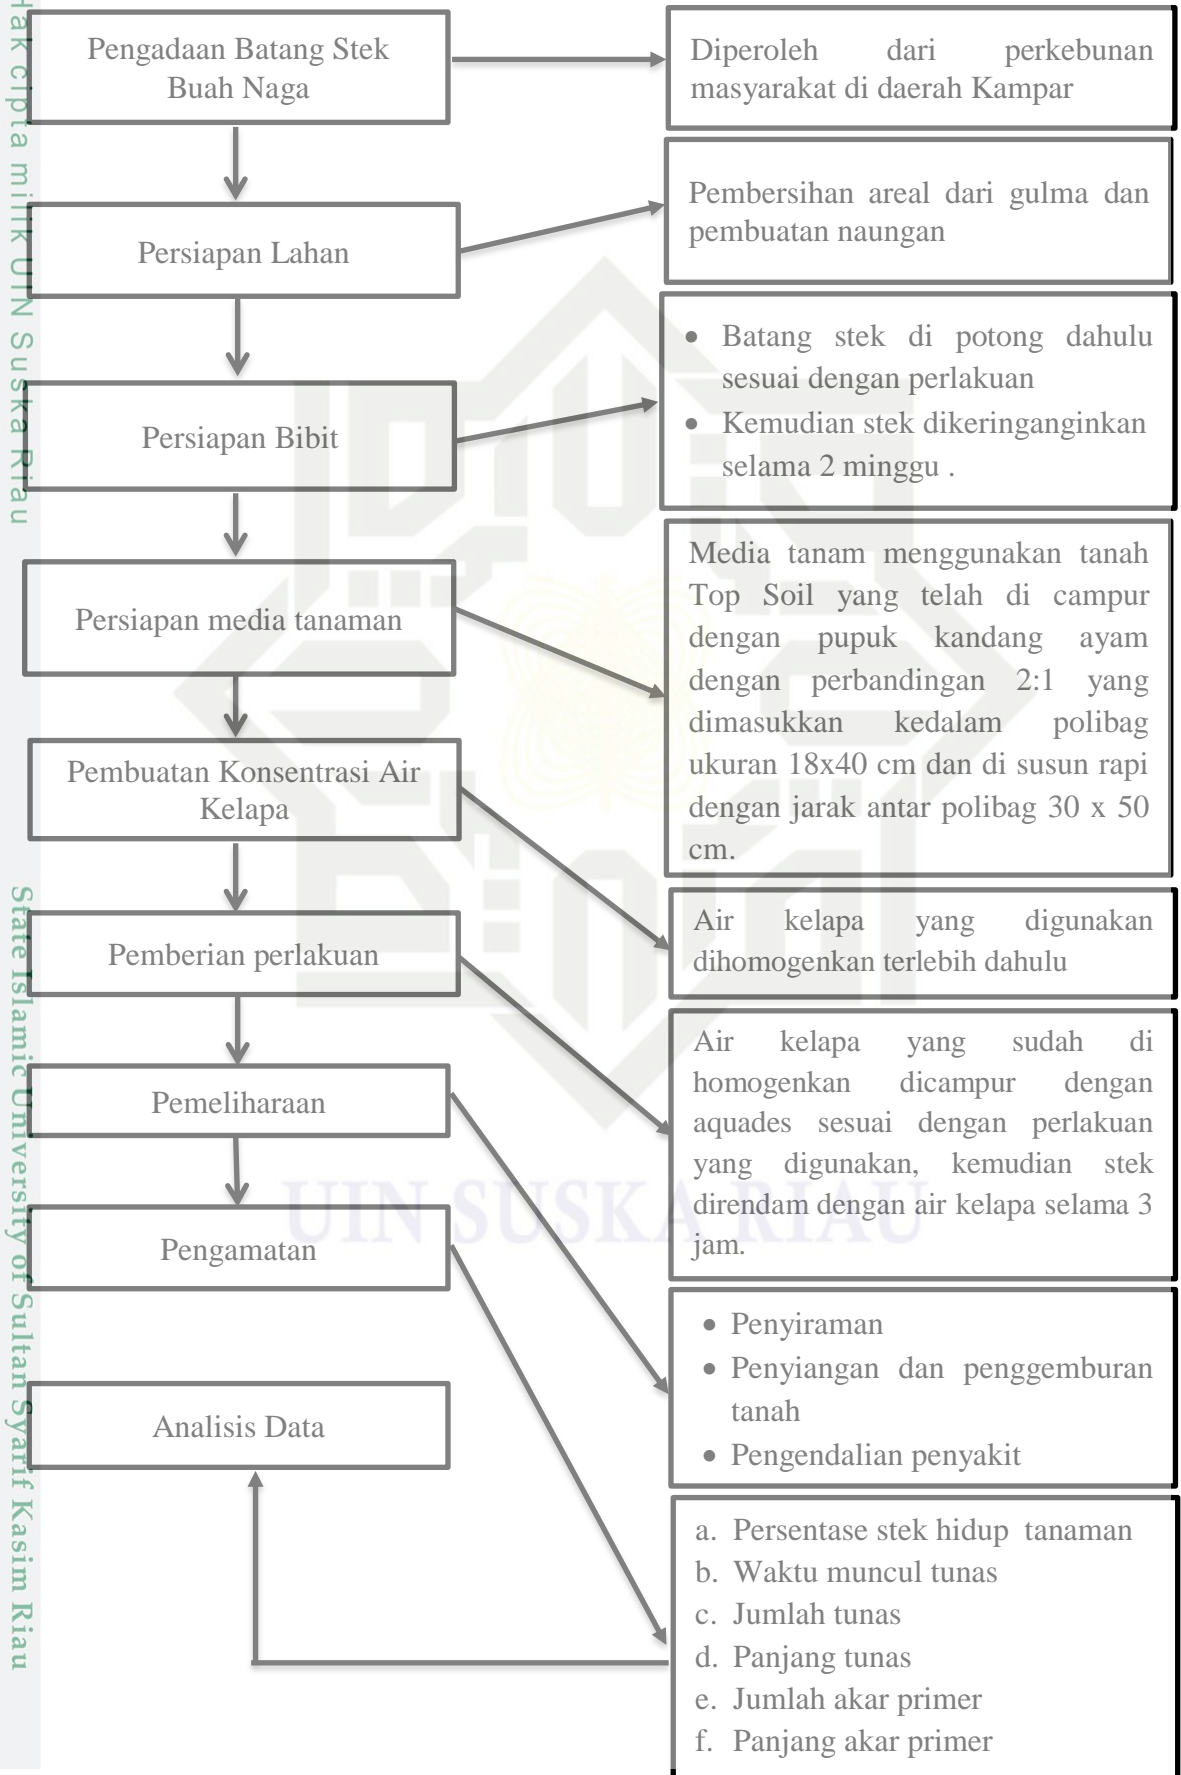 Hak cipta milik UIN Suska Riau
State Islamic University of Sultan Syarif Kasim Riau
Pengadaan Batang Stek
Buah Naga
Diperoleh dari perkebunan
masyarakat di daerah Kampar
Persiapan Lahan
Pembersihan areal dari gulma dan
pembuatan naungan
Persiapan Bibit
• Batang stek di potong dahulu
sesuai dengan perlakuan
• Kemudian stek dikeringanginkan
selama 2 minggu .
Persiapan media tanaman
Media tanam menggunakan tanah
Top Soil yang telah di campur
dengan pupuk kandang ayam
dengan perbandingan 2:1 yang
dimasukkan kedalam polibag
ukuran 18x40 cm dan di susun rapi
dengan jarak antar polibag 30 x 50
cm.
Pembuatan Konsentrasi Air
Kelapa
Air kelapa yang digunakan
dihomogenkan terlebih dahulu
Pemberian perlakuan
Air kelapa yang sudah di
homogenkan dicampur dengan
aquades sesuai dengan perlakuan
yang digunakan, kemudian stek
direndam dengan air kelapa selama 3
jam.
Pemeliharaan
• Penyiraman
• Penyiangan dan penggemburan
tanah
• Pengendalian penyakit
Pengamatan
a. Persentase stek hidup tanaman
b. Waktu muncul tunas
c. Jumlah tunas
d. Panjang tunas
e. Jumlah akar primer
f. Panjang akar primer
Analisis Data
UIN SUSKA RIAU